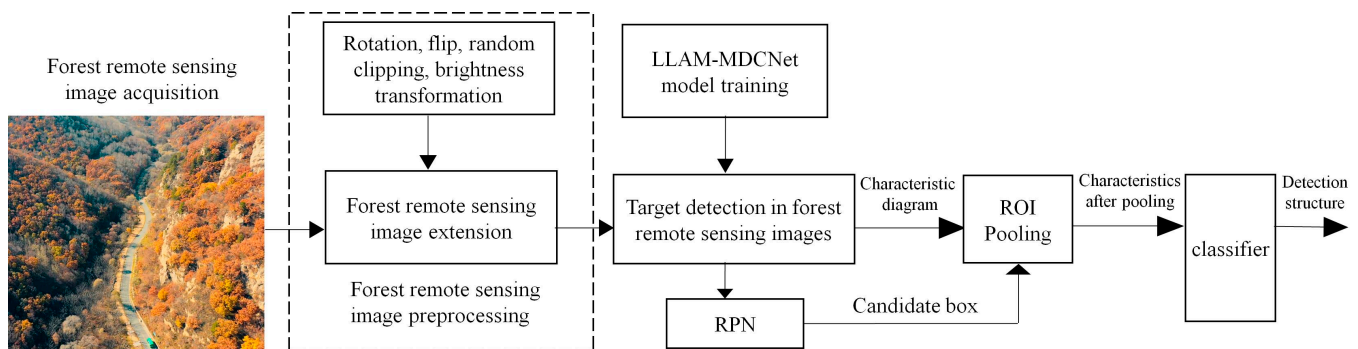 Forest remote sensing
image acquisition
Rotation, flip, random
clipping, brightness
transformation
Forest remote sensing
image extension
Forest remote sensing
image preprocessing
LLAM-MDCNet
model training
Target detection in forest
remote sensing images
RPN
Characteristic
diagram
Candidate box
ROI
Pooling
Characteristics
after pooling
classifier
Detection
structure